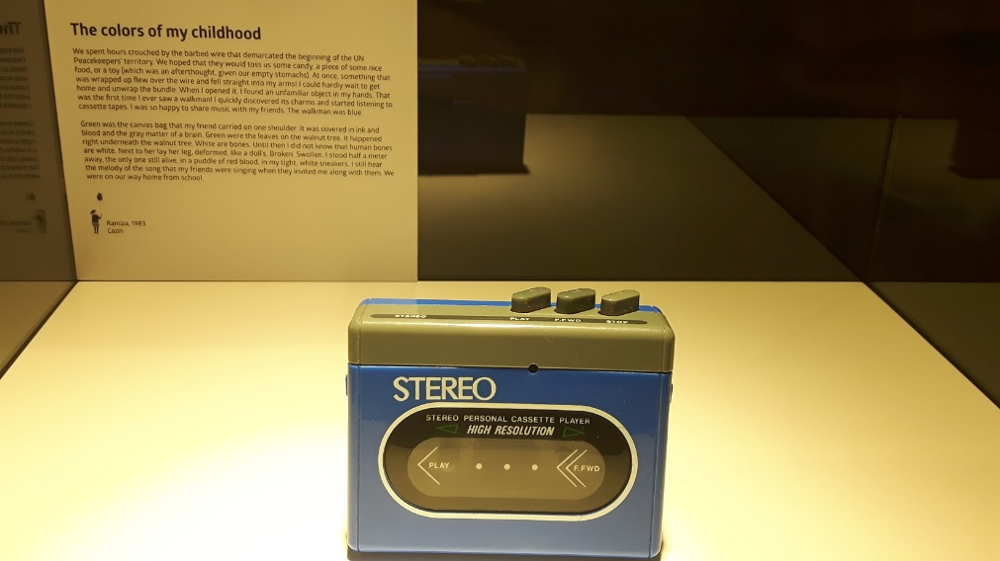 The colors of my childhood
We spent hours crouched by the barbed wire that demarcated the beginning of the UN
Peacekeepers' territory. We hoped that they would toss us some candy, a piece of some nice
food, or a toy (which was an afterthought, given our empty stomachs). At once, something that
was wrapped up flew over the wire and fell straight into my arms! I could hardly wait to get
home and unwrap the bundle. When I opened it, I found an unfamiliar object in my hands. That
was the first time I ever saw a walkman! I quickly discovered its charms and started listening to
cassette tapes. I was so happy to share music with my friends. The walkman was blue.
Green was the canvas bag that my friend carried on one shoulder. It was covered in ink and
blood and the gray matter of a brain. Green were the leaves on the walnut tree. It happened
right underneath the walnut tree. White are bones. Until then I did not know that human bones
are white. Next to her lay her leg, deformed, like a doll's. Broken. Swollen. I stood half a meter
away, the only one still alive, in a puddle of red blood, in my tight, white sneakers. I still hear
the melody of the song that my friends were singing when they invited me along with them. We
were on our way home from school.
Ramiza, 1983
Cazin
STEREO PLAY F.FWD STOP
STEREO
STEREO PERSONAL CASSETTE PLAYER
HIGH RESOLUTION
PLAY F.FWD